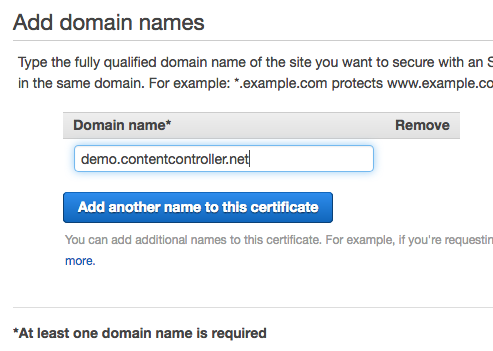 Add domain names
Type the fully qualified domain name of the site you want to secure with an
in the same domain. For example: *.example.com protects www.example.co
Domain name* Remove
demo.contentcontroller.net
Add another name to this certificate
You can add additional names to this certificate. For example, if you're requestin
more.
*At least one domain name is required